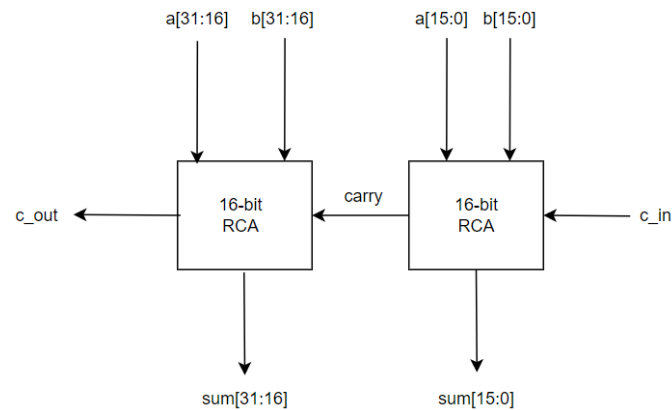 a[31:16] b[31:16] a[15:0] b[15:0]
c_out
16-bit
RCA
carry
16-bit
RCA
c_in
sum[31:16] sum[15:0]